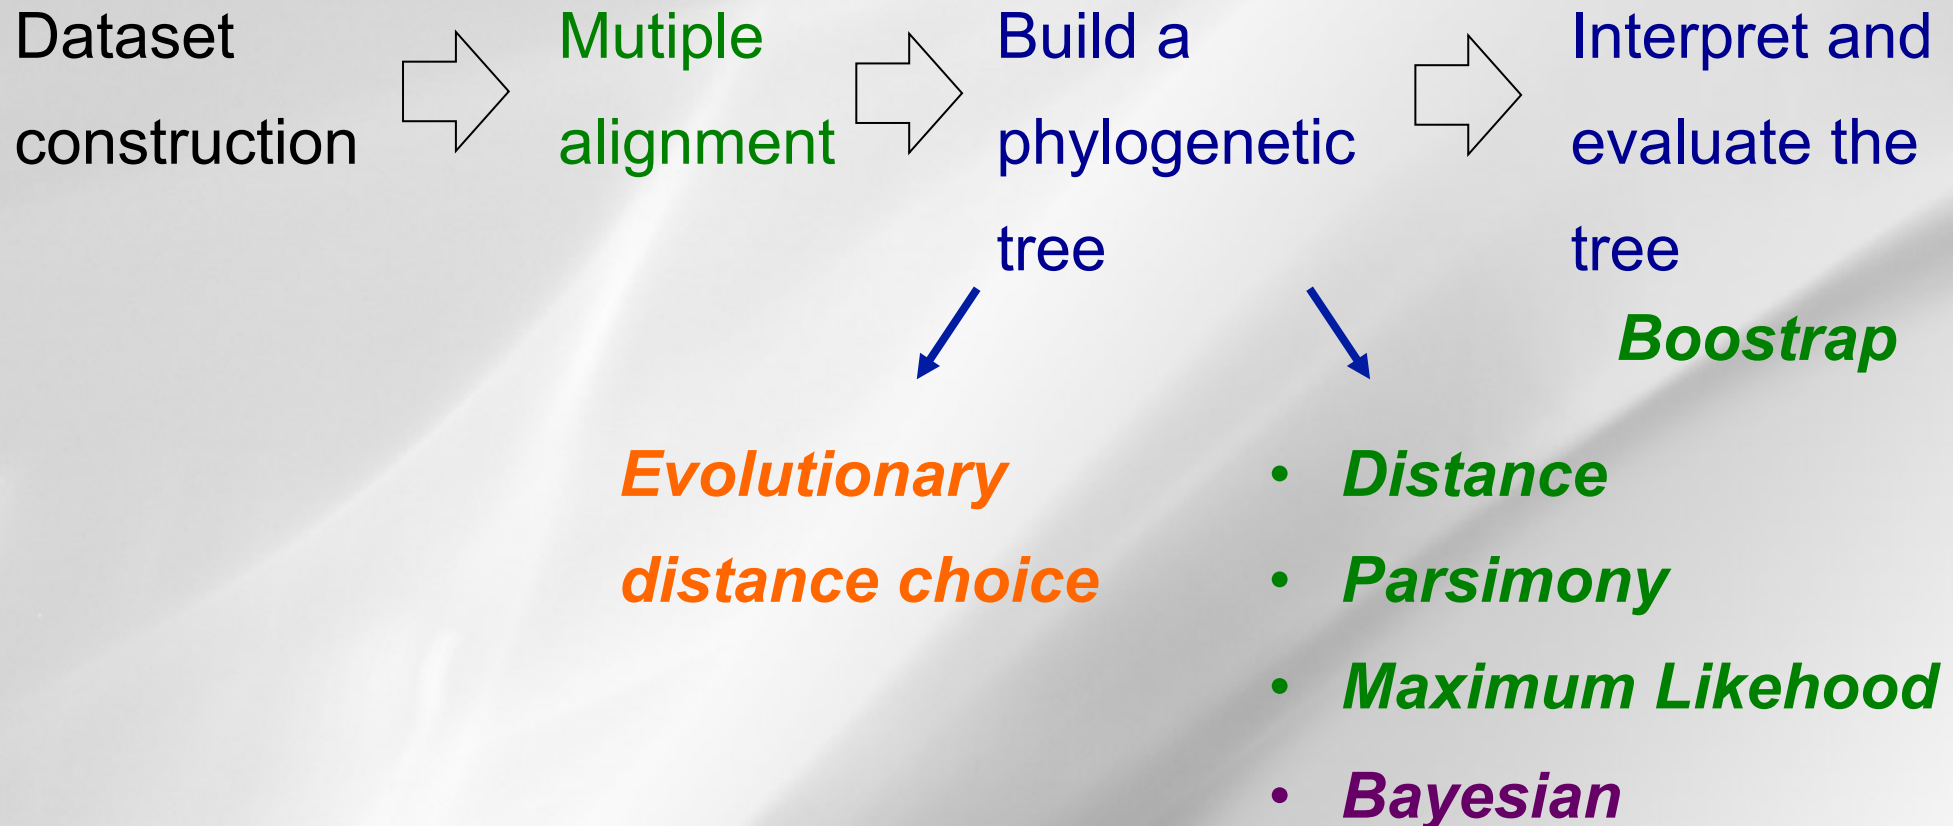 Dataset
construction
Mutiple
alignment
Build a
phylogenetic
tree
Interpret and
evaluate the
tree
Boostrap
Evolutionary
distance choice
• Distance
• Parsimony
• Maximum Likehood
• Bayesian